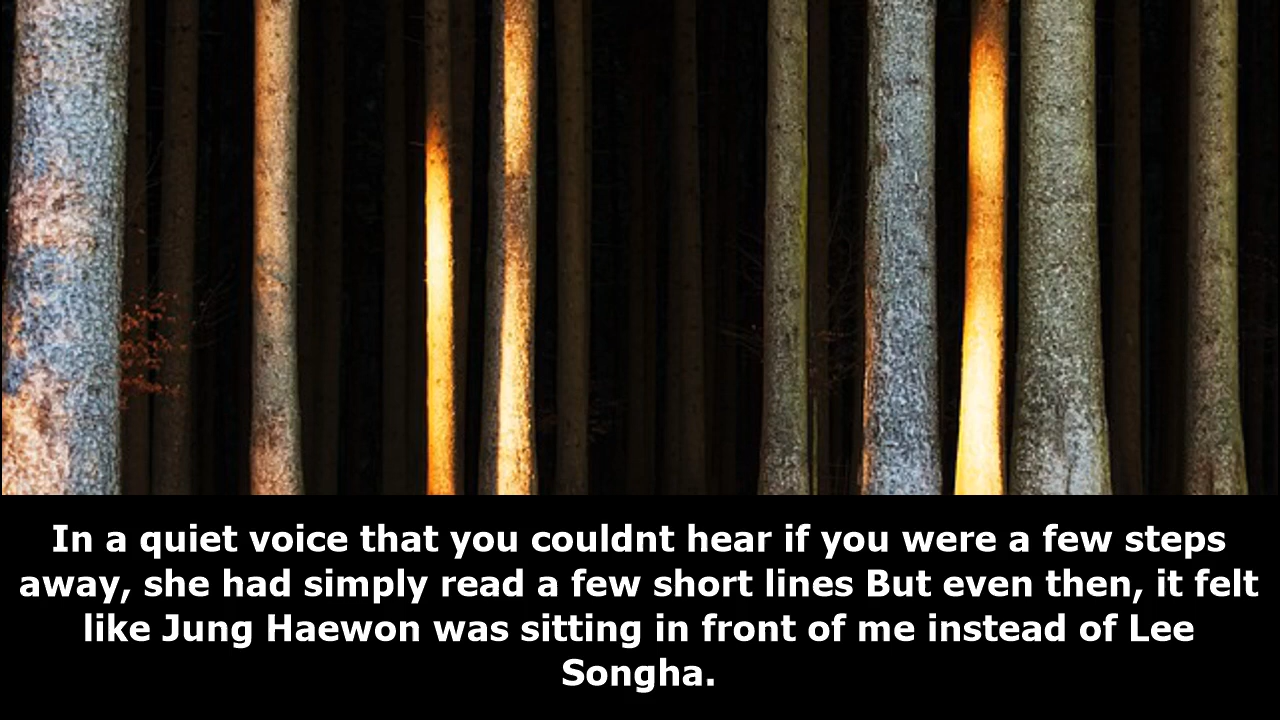 In a quiet voice that you couldnt hear if you were a few steps
away, she had simply read a few short lines But even then, it felt
like Jung Haewon was sitting in front of me instead of Lee
Songha.